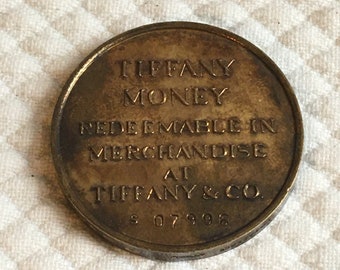 TIFFANY
MONEY
REDEEMABLE IN
MERCHANDISE
AT
TIFFANY & CO.